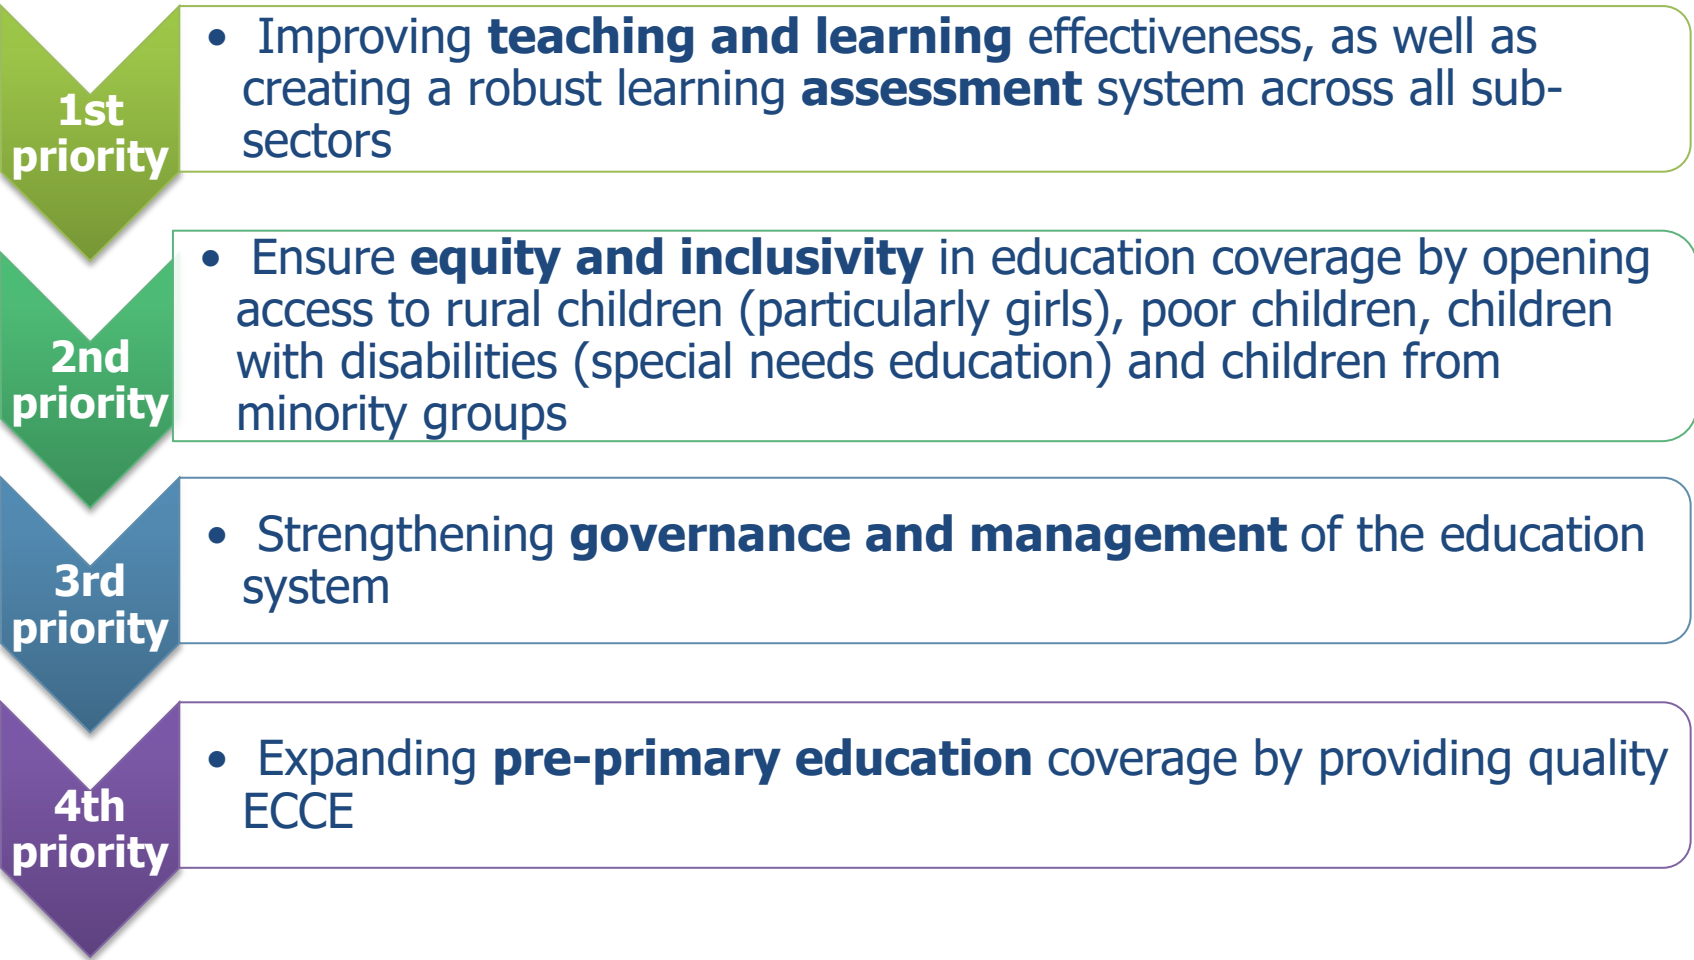 1st
priority
• Improving teaching and learning effectiveness, as well as
creating a robust learning assessment system across all sub-
sectors
2nd
priority
• Ensure equity and inclusivity in education coverage by opening
access to rural children (particularly girls), poor children, children
with disabilities (special needs education) and children from
minority groups
3rd
priority
• Strengthening governance and management of the education
system
4th
priority
• Expanding pre-primary education coverage by providing quality
ECCE